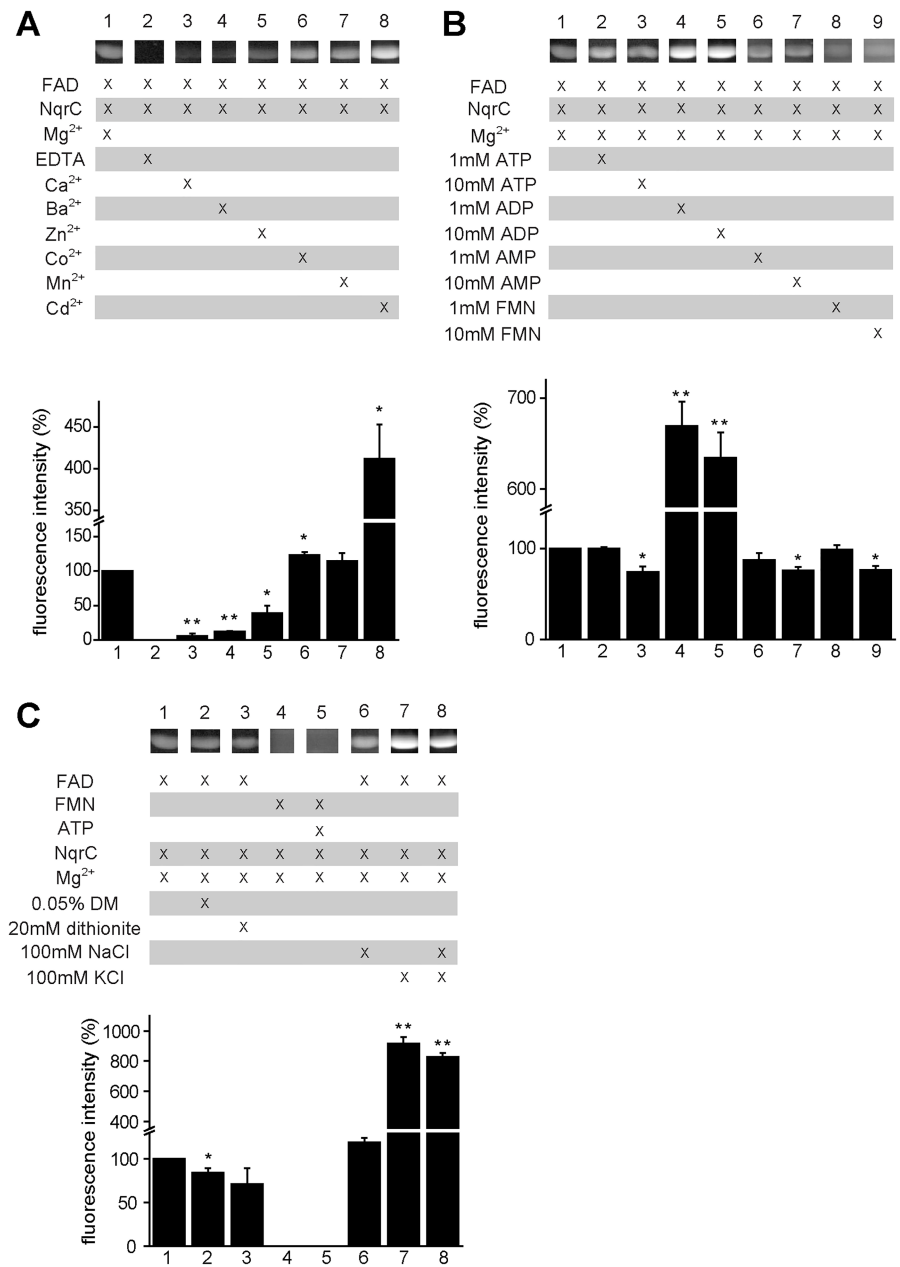 A
1 2 3 4 5 6 7 8
FAD X X X X X X X X
NqrC X X X X X X X X
Mg2+ X
EDTA X
Ca2+ X
Ba2+ X
Zn2+ X
Co2+ X
Mn2+ X
Cd2+ X
fluorescence intensity (%)
450
400
350
150
100
50
0
** ** * * *
1 2 3 4 5 6 7 8
B
1 2 3 4 5 6 7 8 9
FAD X X X X X X X X X
NqrC X X X X X X X X X
Mg2+ X X X X X X X X X
1mM ATP X
10mM ATP X
1mM ADP X
10mM ADP X
1mM AMP X
10mM AMP X
1mM FMN X
10mM FMN X
fluorescence intensity (%)
700
600
100
0
* ** ** * *
1 2 3 4 5 6 7 8 9
C
1 2 3 4 5 6 7 8
FAD X X X X X X
FMN X X
ATP X
NqrC X X X X X X X X
Mg2+ X X X X X X X X
0.05% DM X
20mM dithionite X
100mM NaCl X X
100mM KCl X X
fluorescence intensity (%)
1000
800
600
400
100
50
0
* ** **
1 2 3 4 5 6 7 8